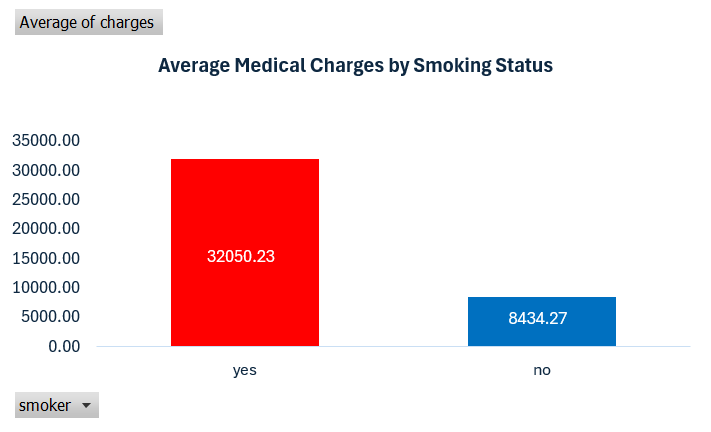 Average of charges
Average Medical Charges by Smoking Status
35000.00
30000.00
25000.00
20000.00
15000.00
10000.00
5000.00
0.00
32050.23
8434.27
yes no
smoker